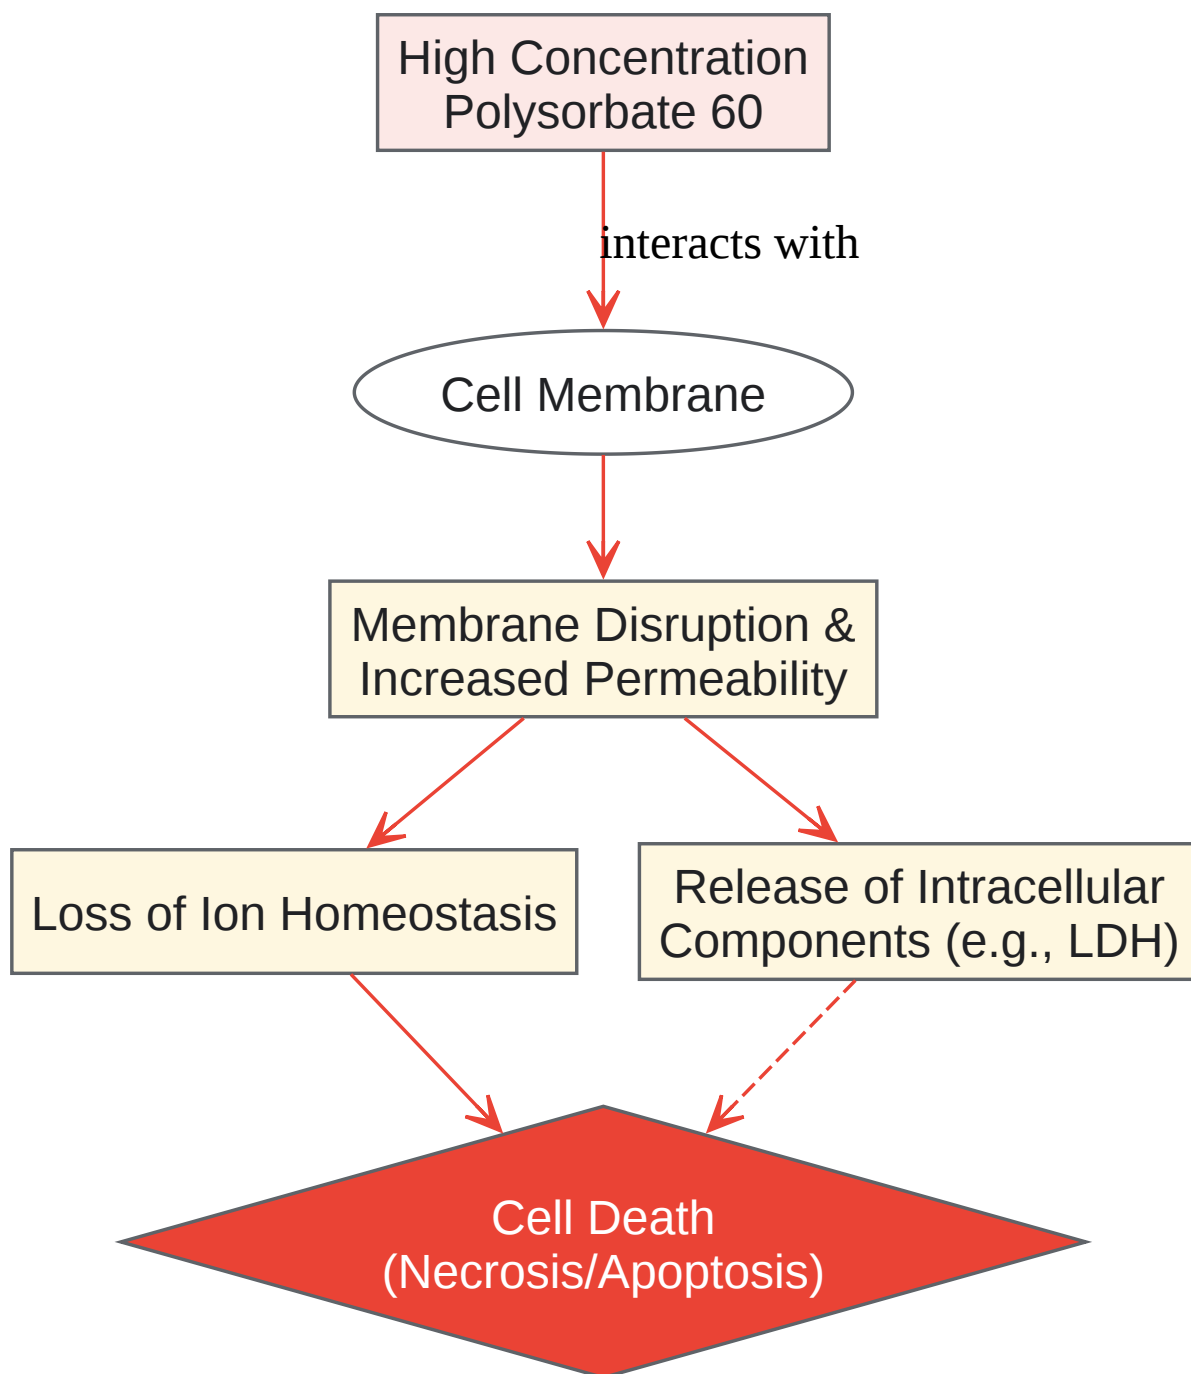 High Concentration
Polysorbate 60
interacts with
Cell Membrane
Membrane Disruption &
Increased Permeability
Loss of Ion Homeostasis
Release of Intracellular
Components (e.g., LDH)
Cell Death
(Necrosis/Apoptosis)